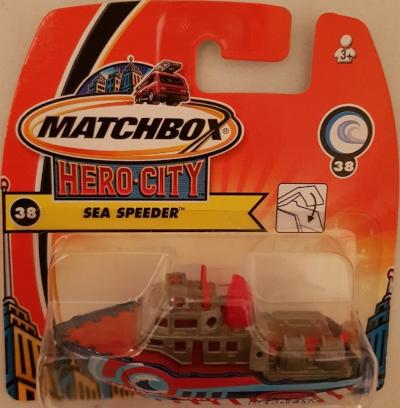 3+
MATCHBOX®
38
HERO·CITY
38 SEA SPEEDER™